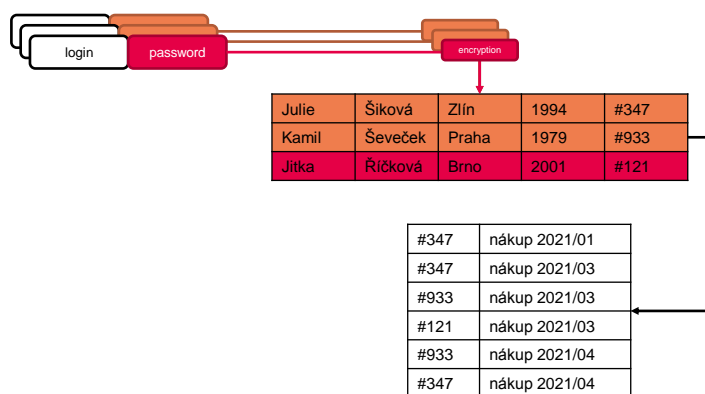 login password encryption
Julie Šiková Zlín 1994 #347
Kamil Ševeček Praha 1979 #933
Jitka Říčková Brno 2001 #121
#347 nákup 2021/01
#347 nákup 2021/03
#933 nákup 2021/03
#121 nákup 2021/03
#933 nákup 2021/04
#347 nákup 2021/04